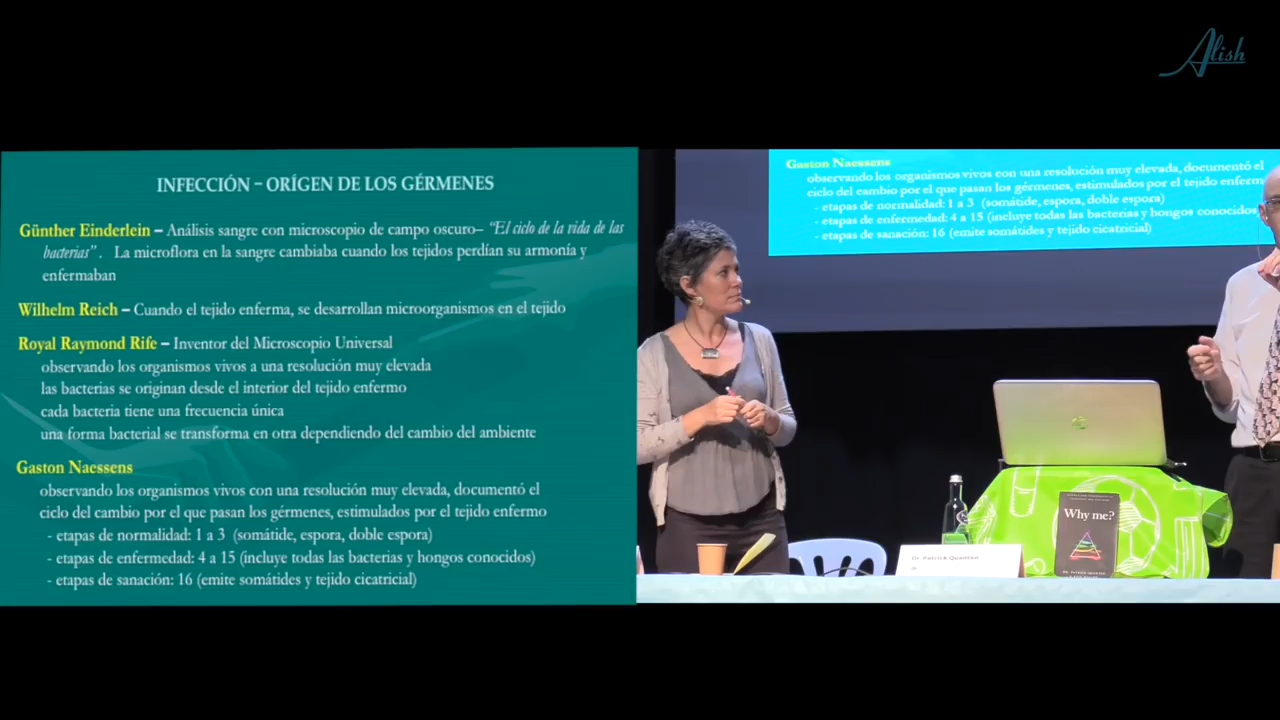 Alish
INFECCIÓN – ORÍGEN DE LOS GÉRMENES
Günther Einderlein – Análisis sangre con microscopio de campo oscuro– “El ciclo de la vida de las
bacterias” . La microflora en la sangre cambiaba cuando los tejidos perdían su armonía y
enfermaban
Wilhelm Reich – Cuando el tejido enferma, se desarrollan microorganismos en el tejido
Royal Raymond Rife – Inventor del Microscopio Universal
observando los organismos vivos a una resolución muy elevada
las bacterias se originan desde el interior del tejido enfermo
cada bacteria tiene una frecuencia única
una forma bacterial se transforma en otra dependiendo del cambio del ambiente
Gaston Naessens
observando los organismos vivos con una resolución muy elevada, documentó el
ciclo del cambio por el que pasan los gérmenes, estimulados por el tejido enfermo
- etapas de normalidad: 1 a 3 (somátide, espora, doble espora)
- etapas de enfermedad: 4 a 15 (incluye todas las bacterias y hongos conocidos)
- etapas de sanación: 16 (emite somátides y tejido cicatricial)
Gaston Naessens
observando los organismos vivos con una resolución muy elevada, documentó el
ciclo del cambio por el que pasan los gérmenes, estimulados por el tejido enferm
- etapas de normalidad: 1 a 3 (somátide, espora, doble espora)
- etapas de enfermedad: 4 a 15 (incluye todas las bacterias y hongos conocidos)
- etapas de sanación: 16 (emite somátides y tejido cicatricial)
hp
Dr. Patrick Quanten
Why me?
Dr. Patrick Quanten